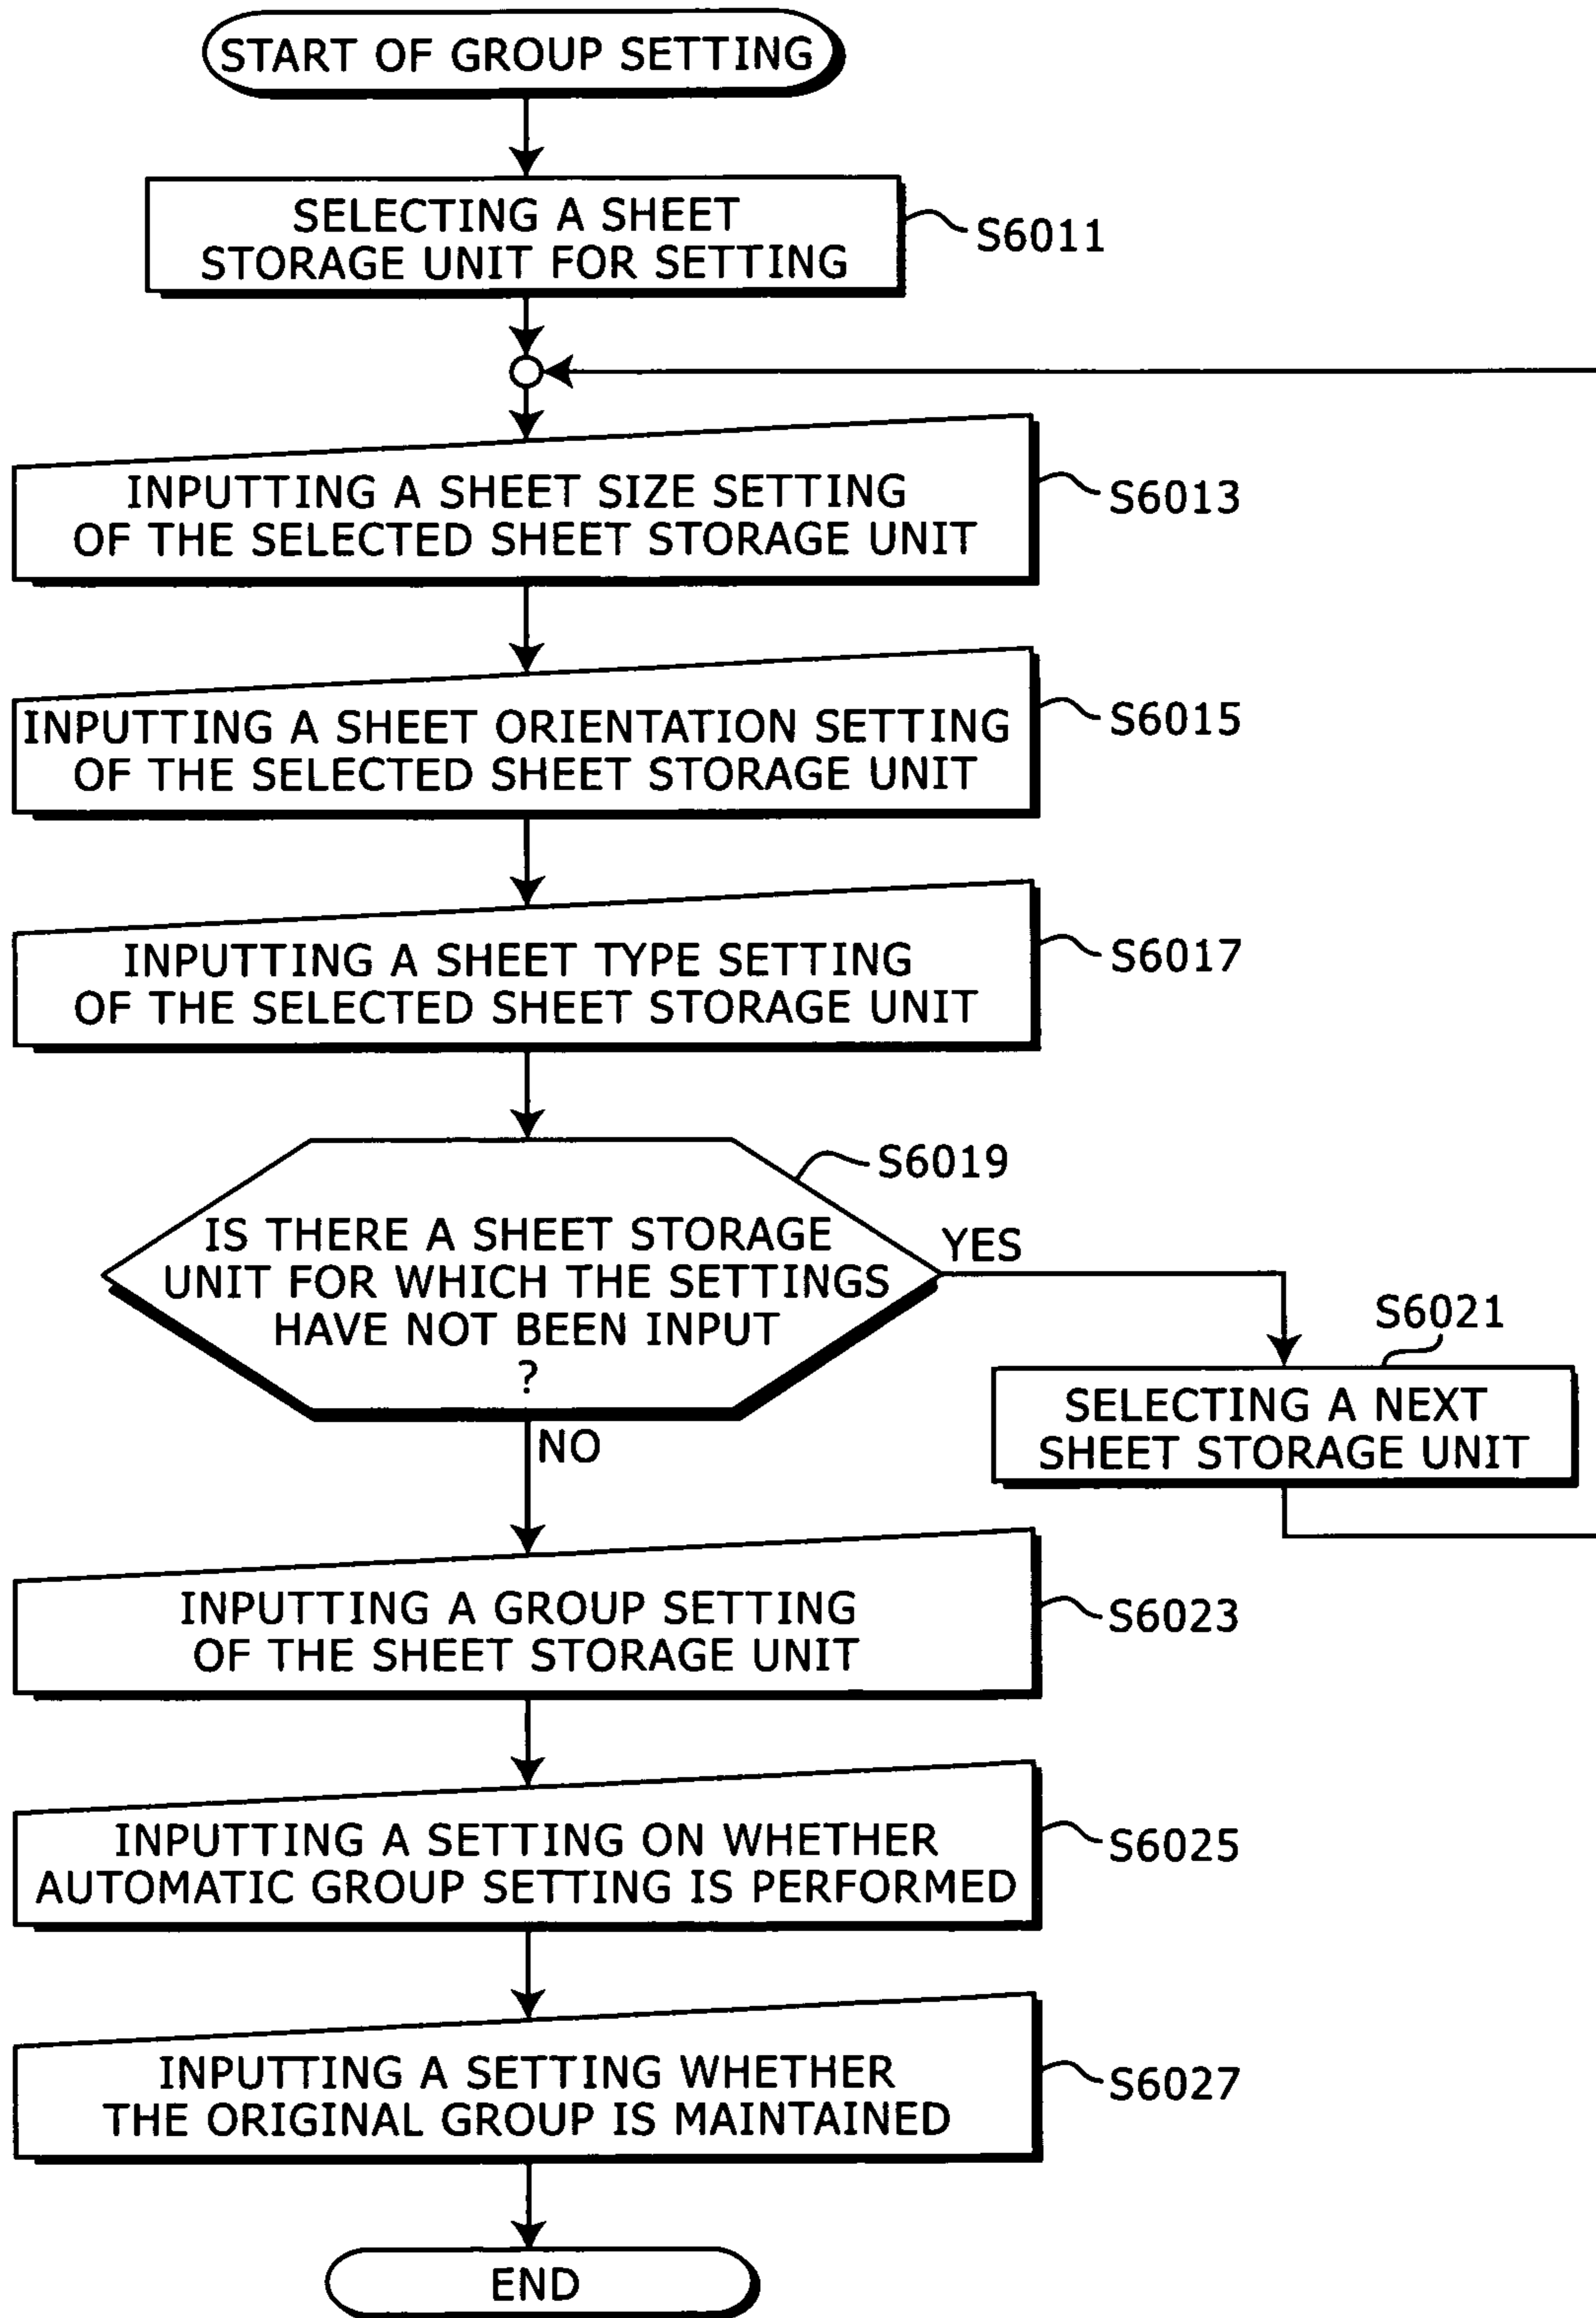 START OF GROUP SETTING
SELECTING A SHEET
STORAGE UNIT FOR SETTING
S6011
INPUTTING A SHEET SIZE SETTING
OF THE SELECTED SHEET STORAGE UNIT
S6013
INPUTTING A SHEET ORIENTATION SETTING
OF THE SELECTED SHEET STORAGE UNIT
S6015
INPUTTING A SHEET TYPE SETTING
OF THE SELECTED SHEET STORAGE UNIT
S6017
S6019
IS THERE A SHEET STORAGE
UNIT FOR WHICH THE SETTINGS
HAVE NOT BEEN INPUT
?
YES
S6021
SELECTING A NEXT
SHEET STORAGE UNIT
NO
INPUTTING A GROUP SETTING
OF THE SHEET STORAGE UNIT
S6023
INPUTTING A SETTING ON WHETHER
AUTOMATIC GROUP SETTING IS PERFORMED
S6025
INPUTTING A SETTING WHETHER
THE ORIGINAL GROUP IS MAINTAINED
S6027
END